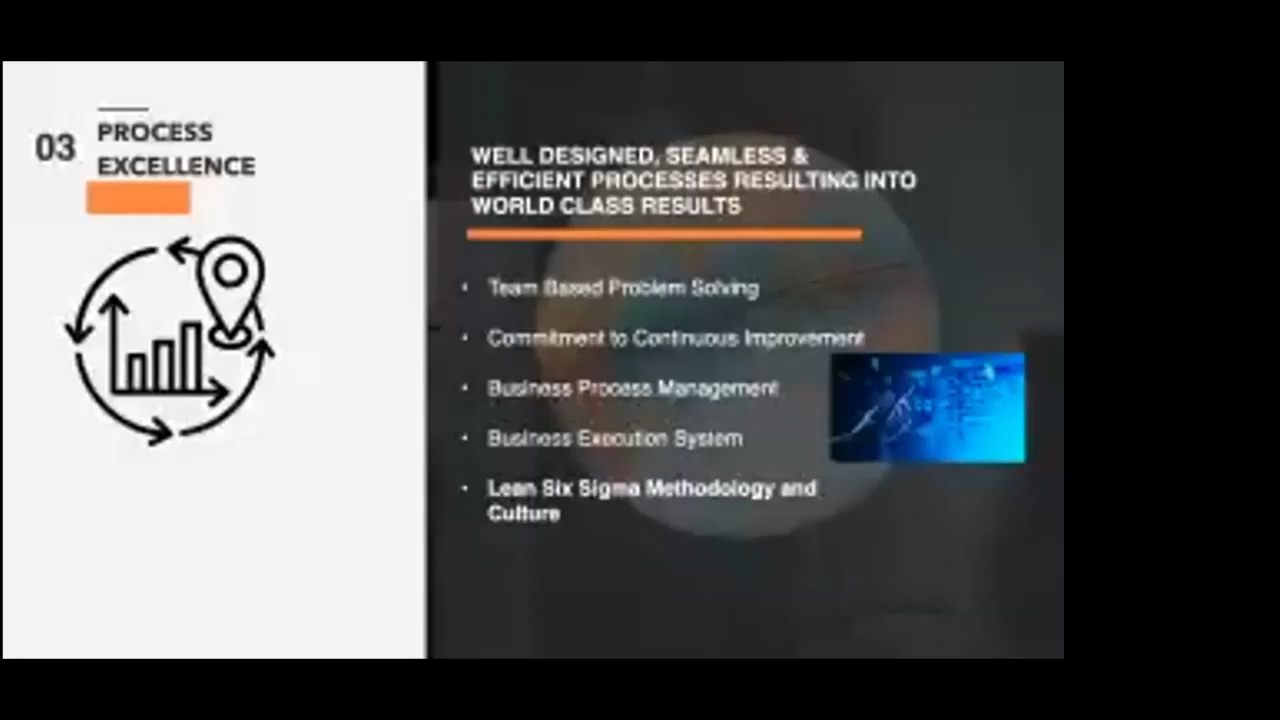 03
PROCESS
EXCELLENCE
WELL DESIGNED, SEAMLESS &
EFFICIENT PROCESSES RESULTING INTO
WORLD CLASS RESULTS
• Team Based Problem Solving
• Commitment to Continuous Improvement
• Business Process Management
• Business Execution System
• Lean Six Sigma Methodology and
Culture